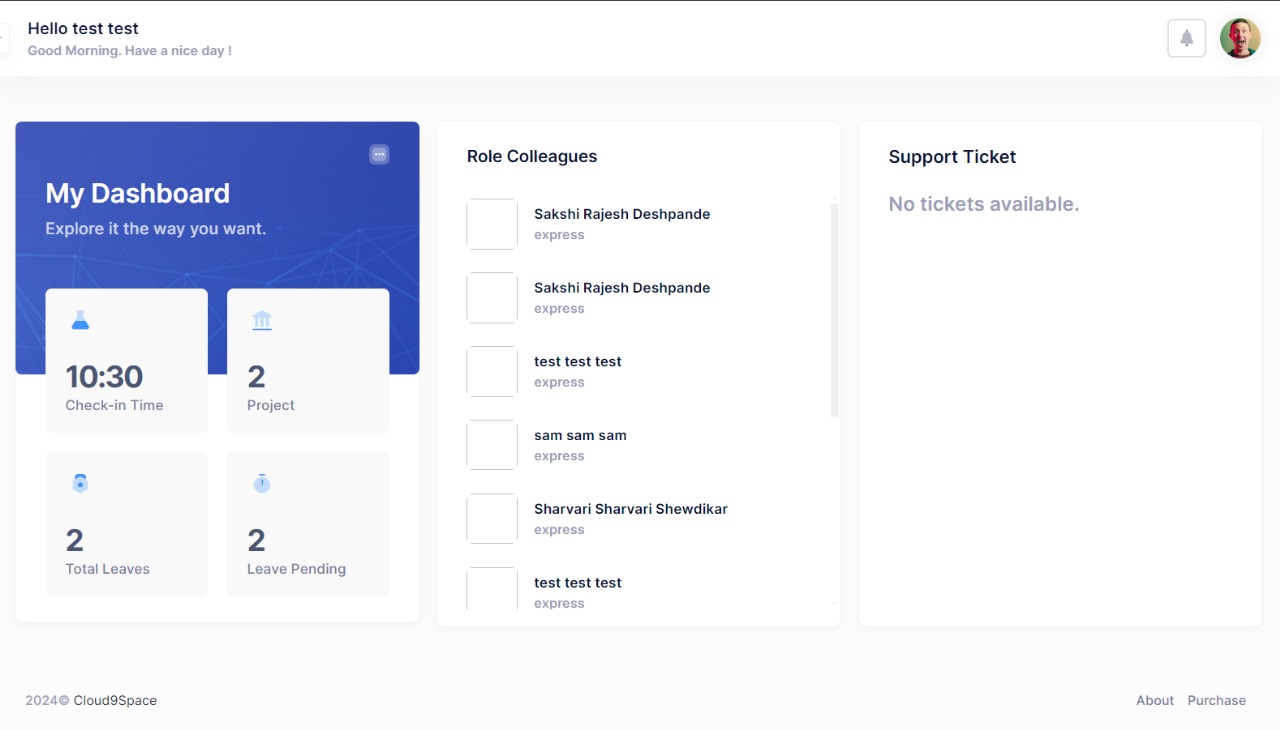 Hello test test
Good Morning. Have a nice day !
My Dashboard
Explore it the way you want.
10:30
Check-in Time
2
Project
2
Total Leaves
2
Leave Pending
Role Colleagues
Sakshi Rajesh Deshpande
express
Sakshi Rajesh Deshpande
express
test test test
express
sam sam sam
express
Sharvari Sharvari Shewdikar
express
test test test
express
Support Ticket
No tickets available.
2024© Cloud9Space
About Purchase